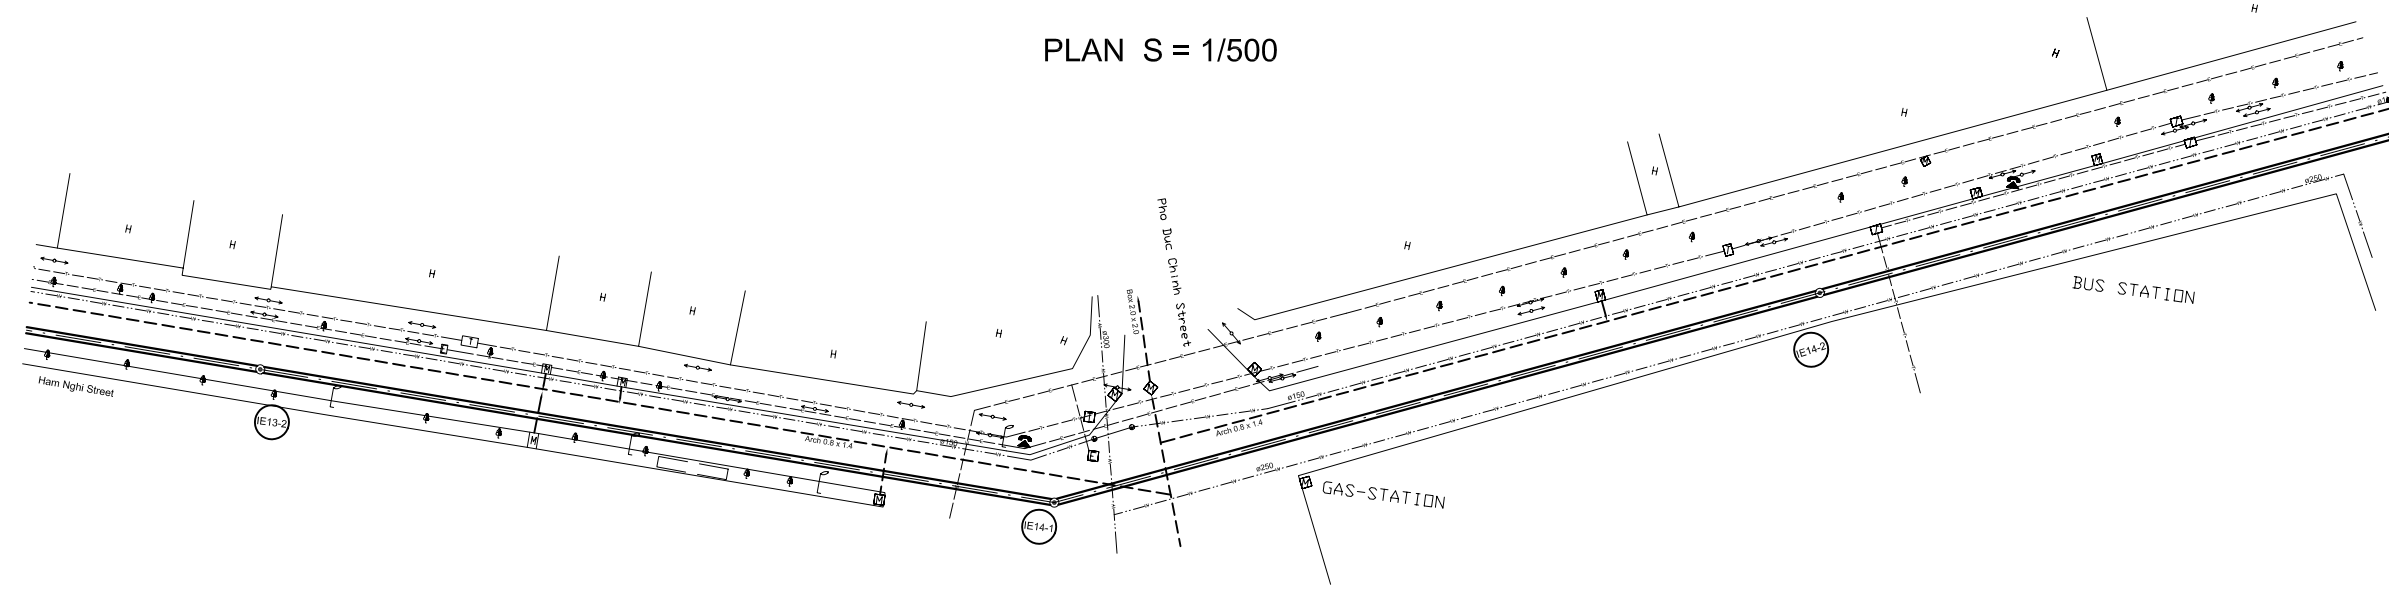 PLAN S = 1/500
H
H
H
H
H
H
H
H
H
H
H
H
H
H
Pho Duc Chinh Street
Box 2.0 x 2.0
ø300
ø250
BUS STATION
IE14-2
Ham Nghi Street
IE13-2
Arch 0.8 x 1.4
ø150
ø150
Arch 0.8 x 1.4
ø250
GAS-STATION
IE14-1
M
M
M
M
M
M
M
M
M
M
M
M
T
T
E
E